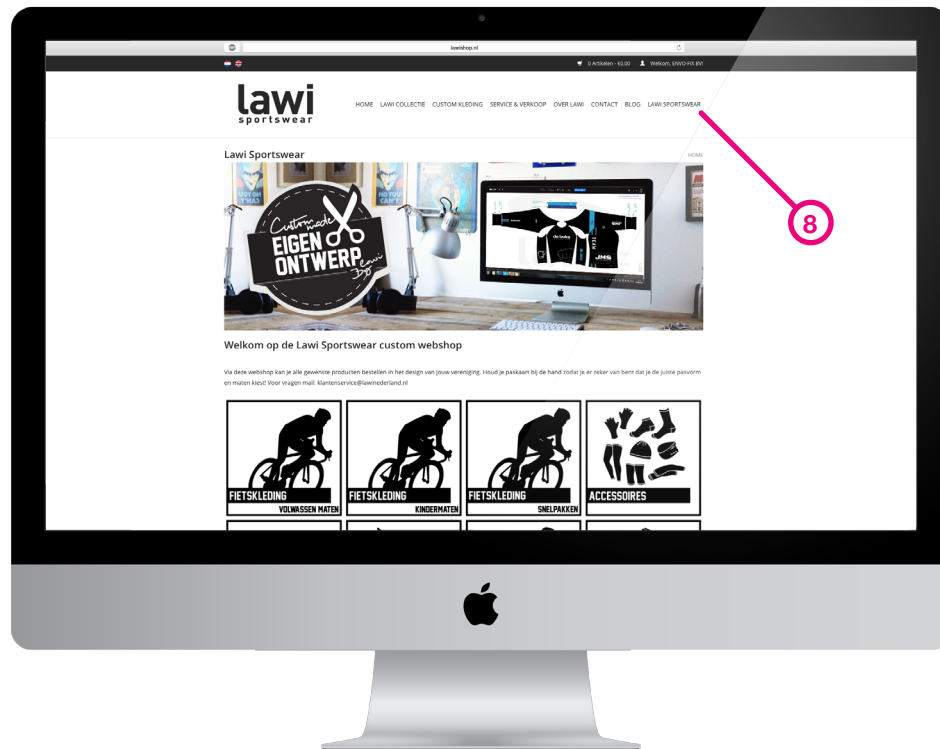 lawishop.nl
0 Artikelen - €0,00 Welkom, ENVO-FIX BV!
lawi
sportswear
HOME LAWI COLLECTIE CUSTOM KLEDING SERVICE & VERKOOP OVER LAWI CONTACT BLOG LAWI SPORTSWEAR
8
Lawi Sportswear
HOME
Custom made
EIGEN
ONTWERP
by Lawi
Welkom op de Lawi Sportswear custom webshop
Via deze webshop kan je alle gewenste producten bestellen in het design van jouw vereniging. Houd je paskaart bij de hand zodat je er zeker van bent dat je de juiste pasvorm
en maten kiest! Voor vragen mail: klantenservice@lawinederland.nl
FIETSKLEDING
VOLWASSEN MATEN
FIETSKLEDING
KINDERMATEN
FIETSKLEDING
SNELPAKKEN
ACCESSOIRES